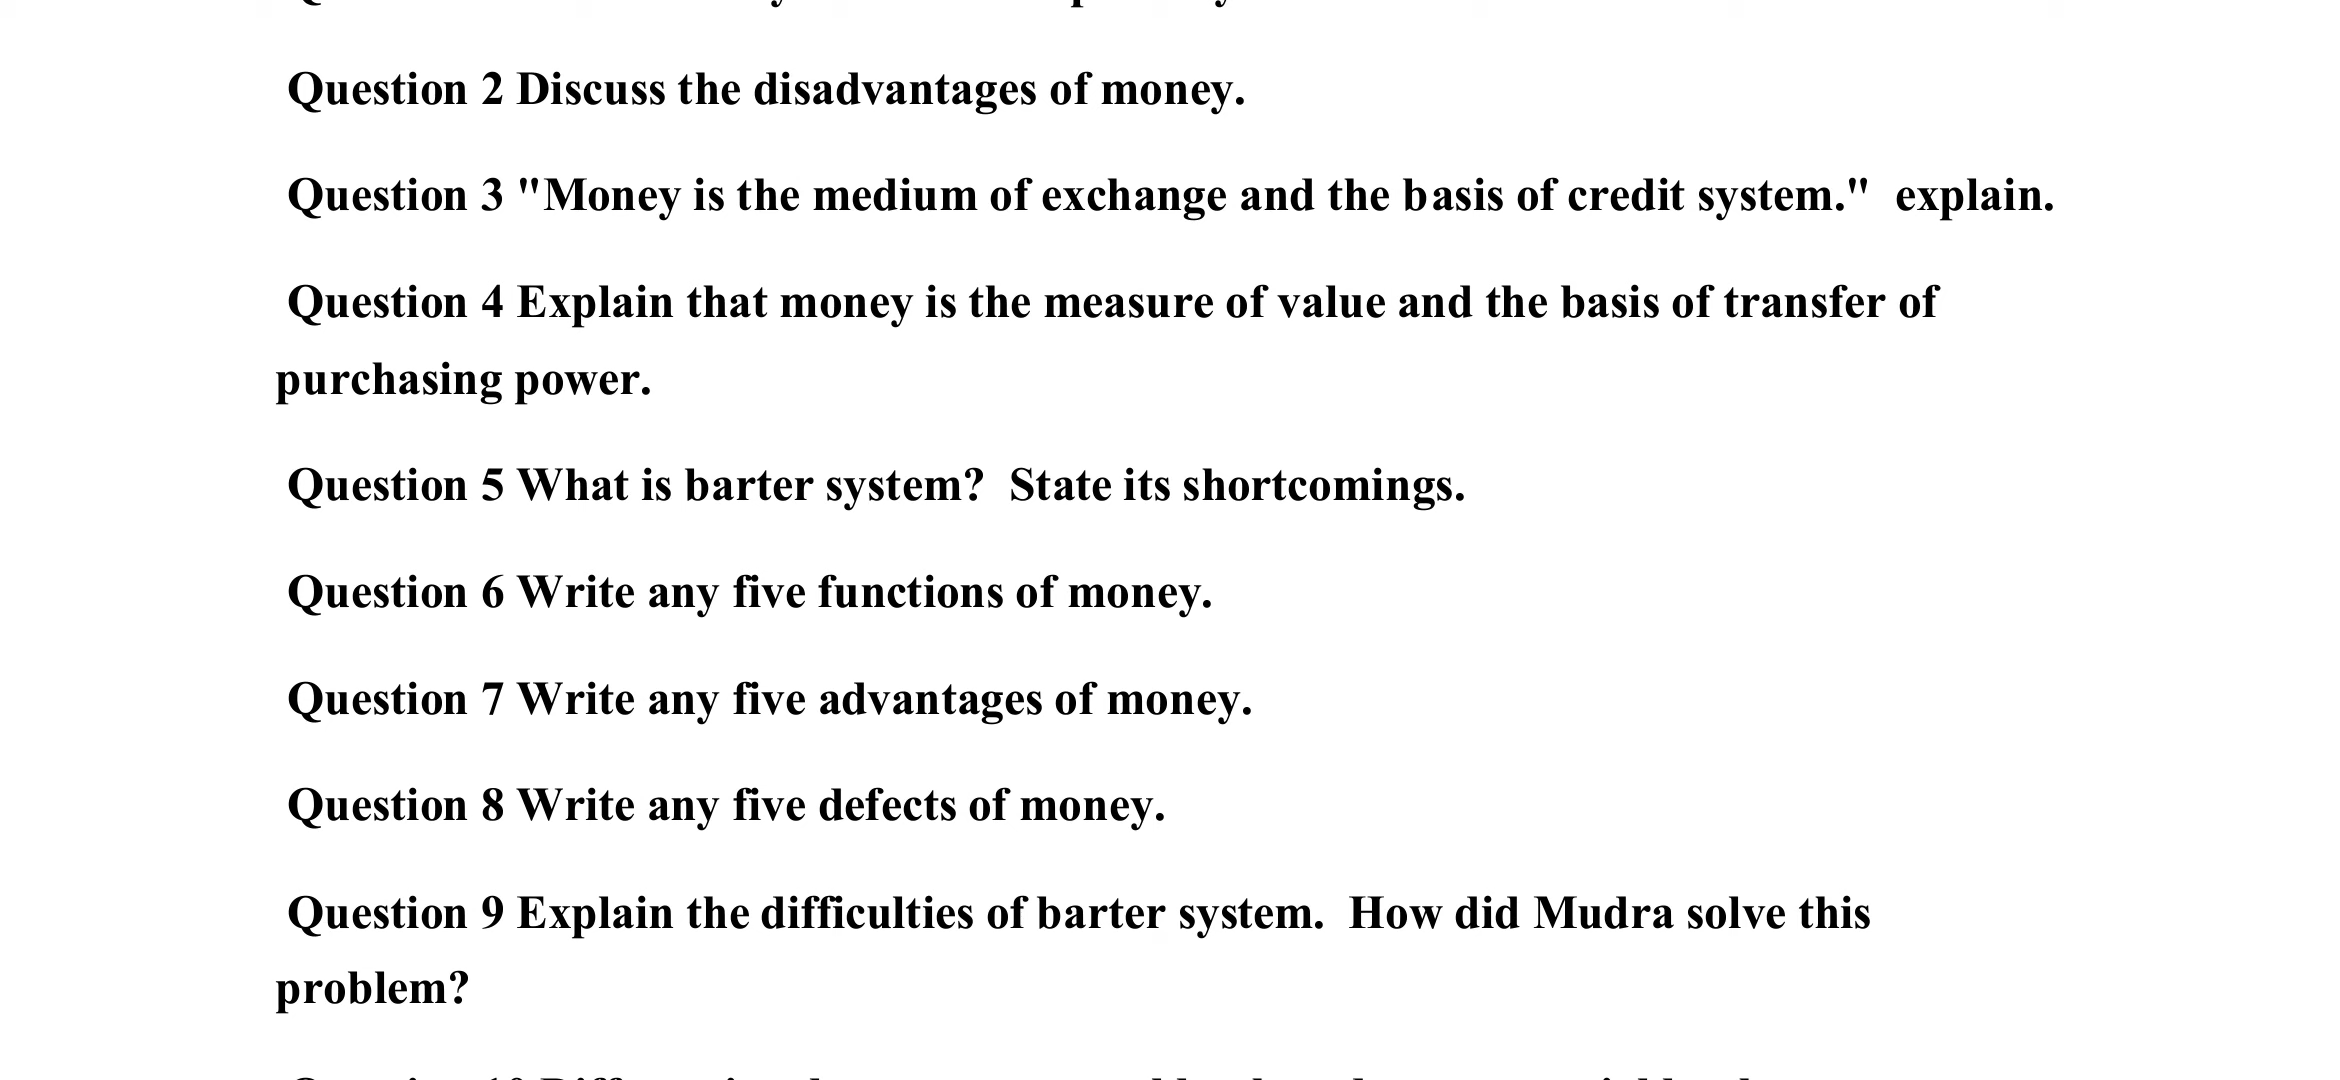 Question 2 Discuss the disadvantages of money.
Question 3 "Money is the medium of exchange and the basis of credit system."  explain.
Question 4 Explain that money is the measure of value and the basis of transfer of
purchasing power.
Question 5 What is barter system?  State its shortcomings.
Question 6 Write any five functions of money.
Question 7 Write any five advantages of money.
Question 8 Write any five defects of money.
Question 9 Explain the difficulties of barter system.  How did Mudra solve this
problem?